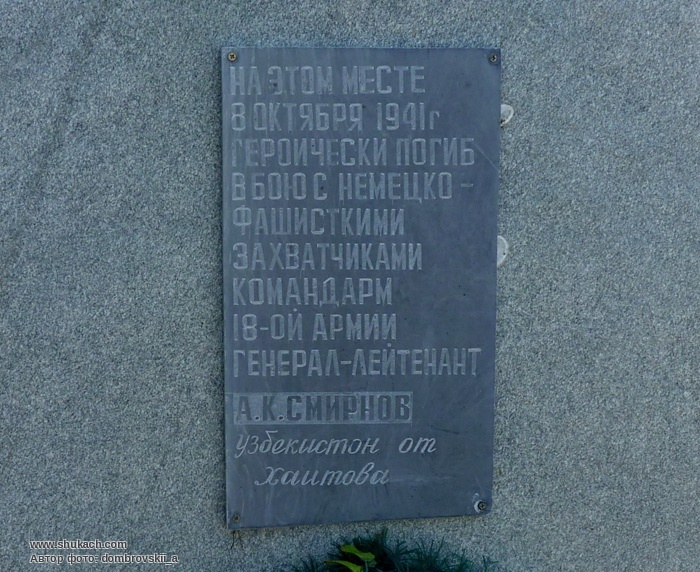 НА ЭТОМ МЕСТЕ
8 ОКТЯБРЯ 1941г
ГЕРОИЧЕСКИ ПОГИБ
В БОЮ С НЕМЕЦКО-
ФАШИСТКИМИ
ЗАХВАТЧИКАМИ
КОМАНДАРМ
18-ОЙ АРМИИ
ГЕНЕРАЛ-ЛЕЙТЕНАНТ
А.К.СМИРНОВ
Узбекистон от
Хаитова
www.shukach.com
Автор фото: dombrovskii_a